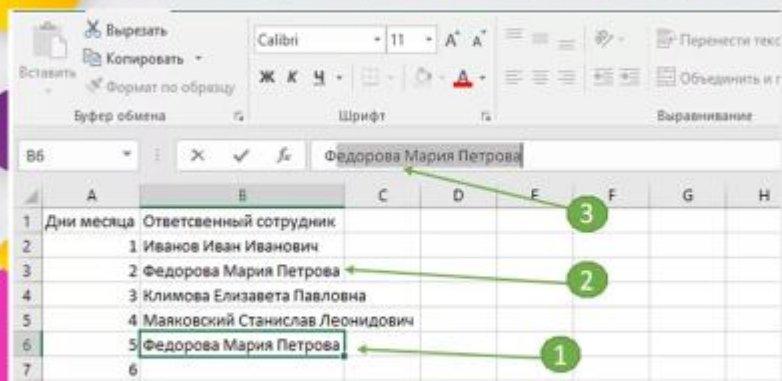 Вырезать
Копировать
Вставить
Формат по образцу
Буфер обмена
Calibri 11 А А
Ж К Ч А
Шрифт
Перенести текс
Объединить и г
Выравнивание
B6 fx Федорова Мария Петрова
A B C D E F G H
1 Дни месяца Ответсвенный сотрудник
2 1 Иванов Иван Иванович
3 2 Федорова Мария Петрова
4 3 Климова Елизавета Павловна
5 4 Маяковский Станислав Леонидович
6 5 Федорова Мария Петрова
7 6
3
2
1